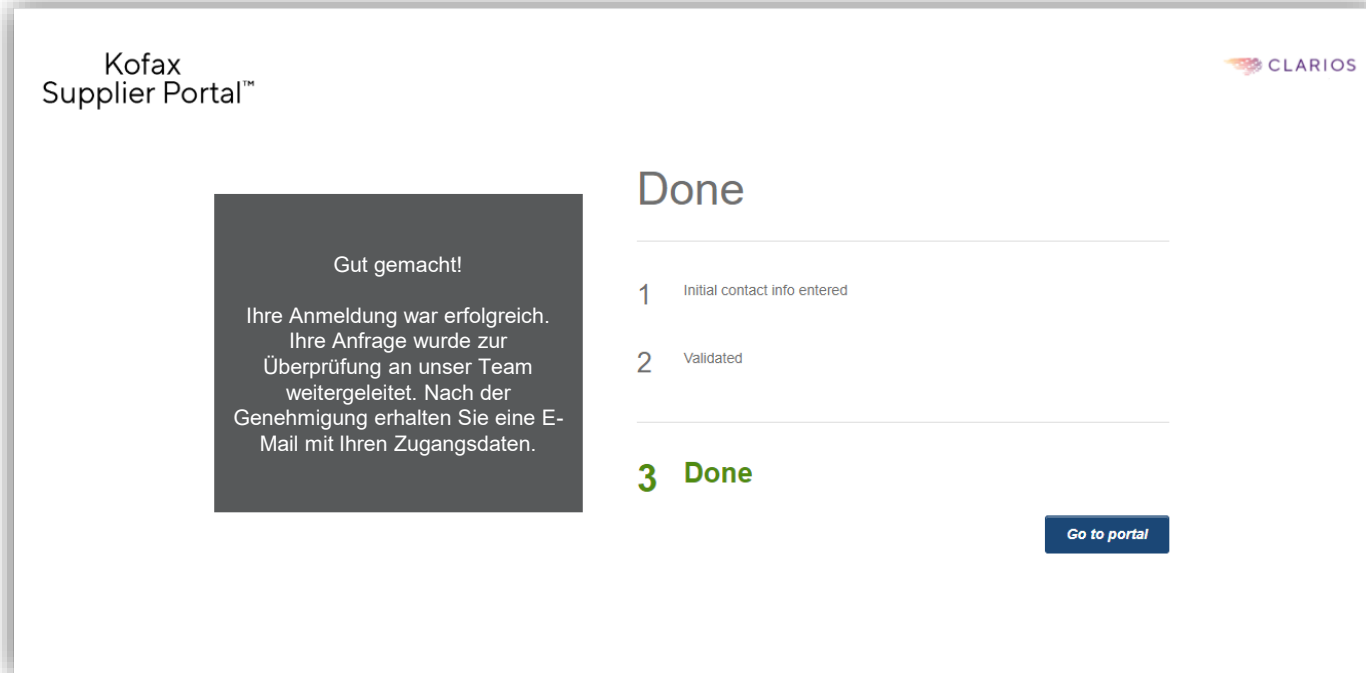 Kofax
Supplier Portal™
CLARIOS
Gut gemacht!
Ihre Anmeldung war erfolgreich.
Ihre Anfrage wurde zur
Überprüfung an unser Team
weitergeleitet. Nach der
Genehmigung erhalten Sie eine E-
Mail mit Ihren Zugangsdaten.
Done
1 Initial contact info entered
2 Validated
3 Done
Go to portal